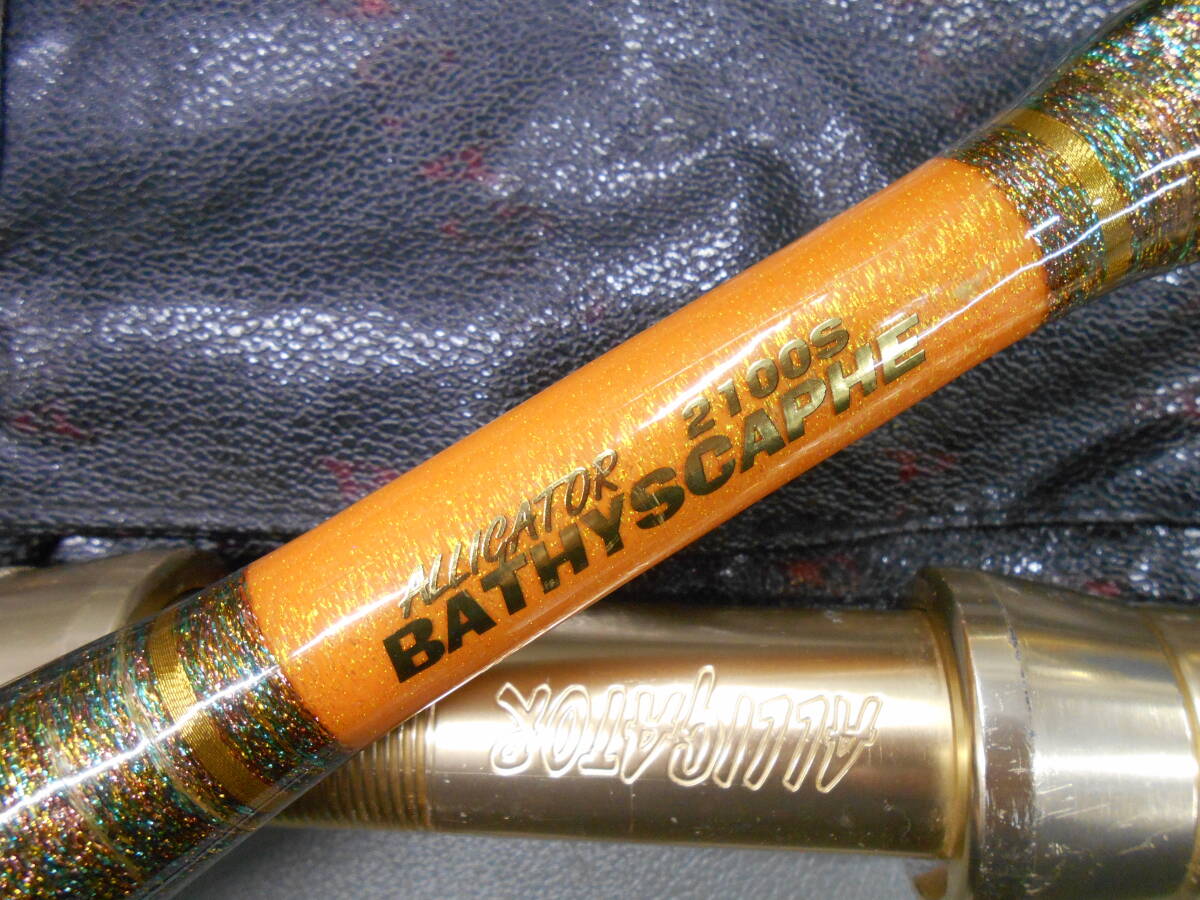 2100S
ALLIGATOR
BATHYSCAPHE
ALLIGATOR